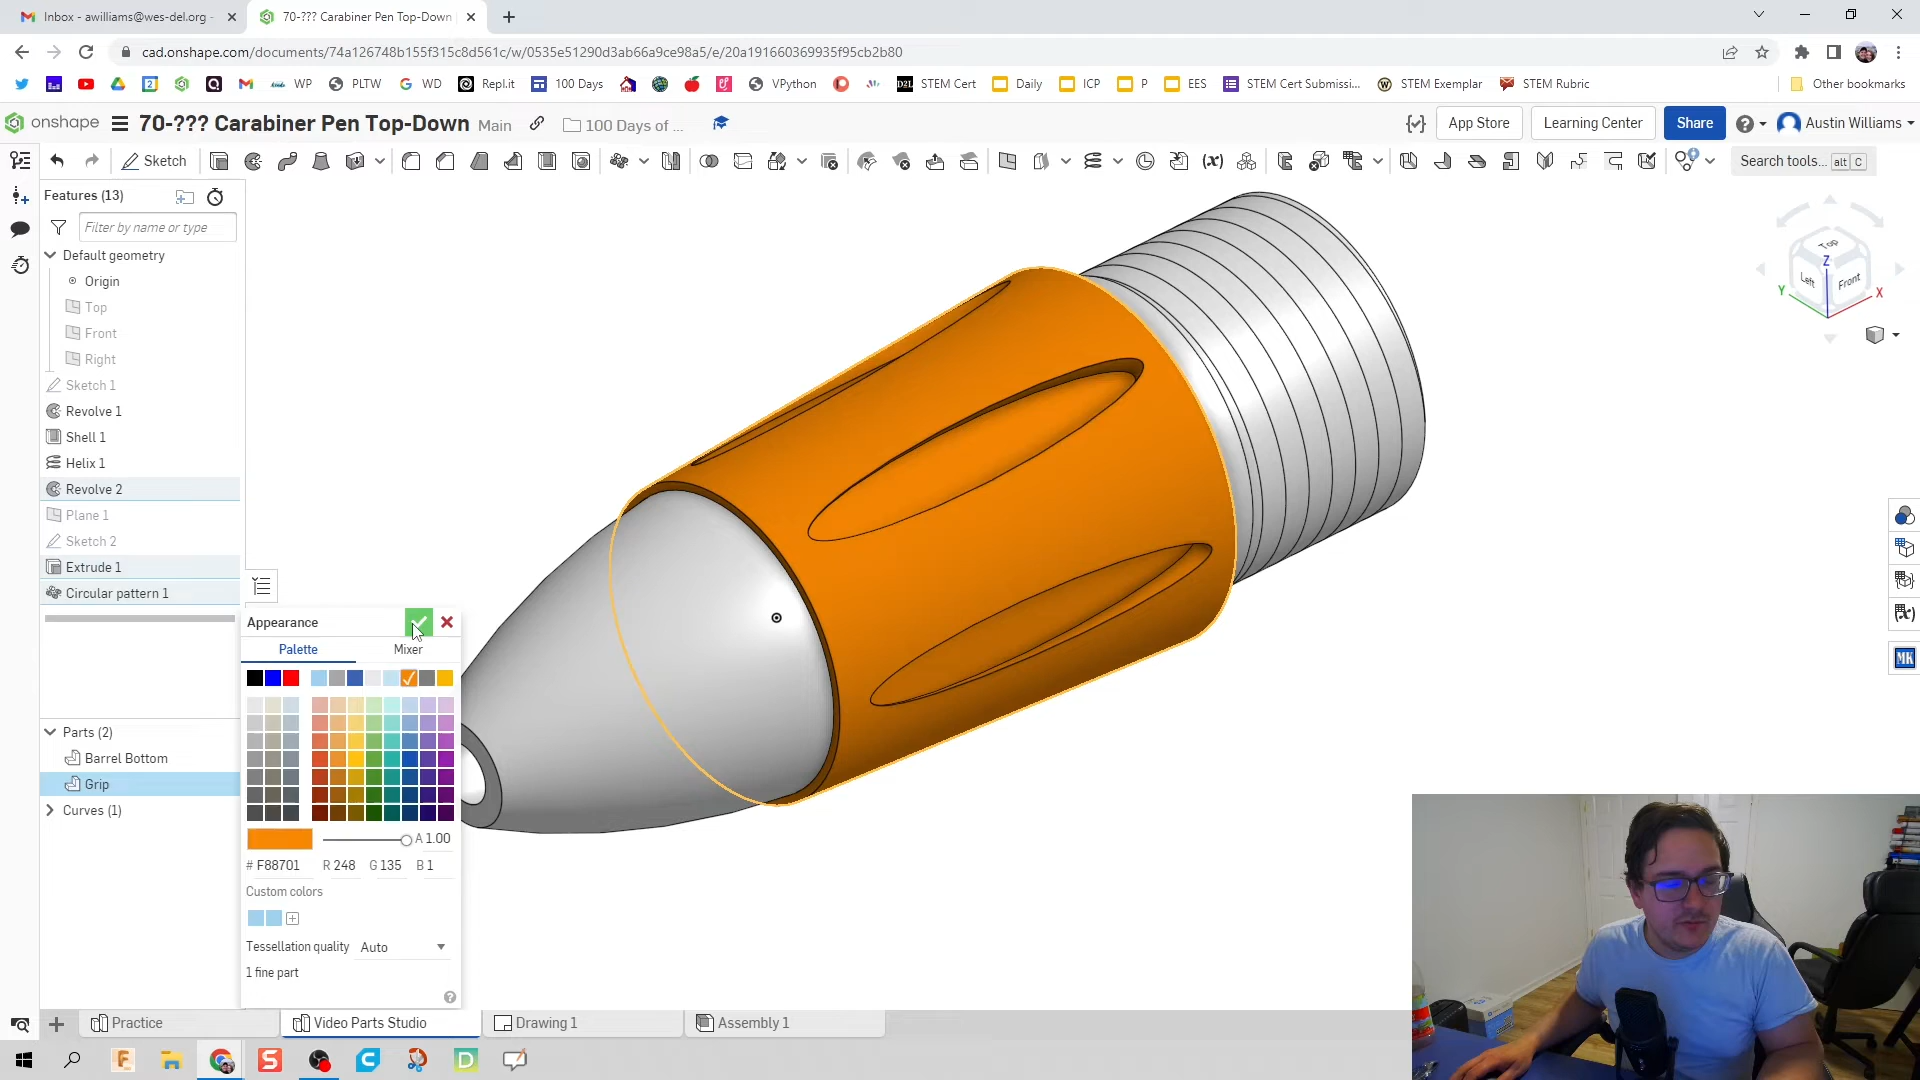 Inbox - awilliams@wes-del.org -
70-??? Carabiner Pen Top-Down
cad.onshape.com/documents/74a126748b155f315c8d561c/w/0535e51290d3ab66a9ce98a5/e/20a191660369935f95cb2b80
WP
PLTW
WD
Repl.it
100 Days
VPython
D2L
STEM Cert
Daily
ICP
P
EES
STEM Cert Submissi...
STEM Exemplar
STEM Rubric
Other bookmarks
onshape
70-??? Carabiner Pen Top-Down
Main
100 Days of ...
App Store
Learning Center
Share
Austin Williams
Sketch
Search tools...
alt C
Features (13)
Filter by name or type
Default geometry
Origin
Top
Front
Right
Sketch 1
Revolve 1
Shell 1
Helix 1
Revolve 2
Plane 1
Sketch 2
Extrude 1
Circular pattern 1
Top
Left
Front
Z
Y
X
Appearance
Palette
Mixer
Parts (2)
Barrel Bottom
Grip
Curves (1)
A 1.00
# F88701 R 248 G 135 B 1
Custom colors
Tessellation quality Auto
1 fine part
MK
Practice
Video Parts Studio
Drawing 1
Assembly 1